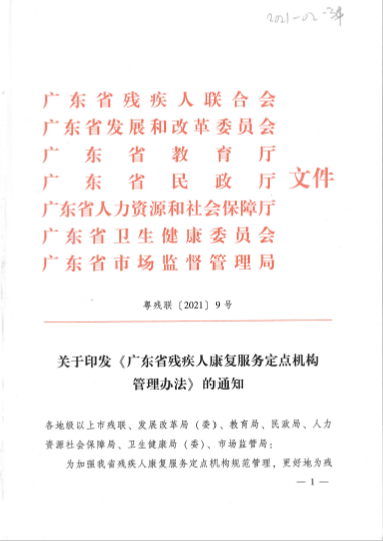 2021-02-
广东省残疾人联合会
广东省发展和改革委员会
广东省教育厅
广东省民政厅 文件
广东省人力资源和社会保障厅
广东省卫生健康委员会
广东省市场监督管理局
粤残联〔2021〕9号
关于印发《广东省残疾人康复服务定点机构
管理办法》的通知
各地级以上市残联、发展改革局（委）、教育局、民政局、人力
资源社会保障局、卫生健康局（委）、市场监管局：
为加强我省残疾人康复服务定点机构规范管理，更好地为残
— 1 —